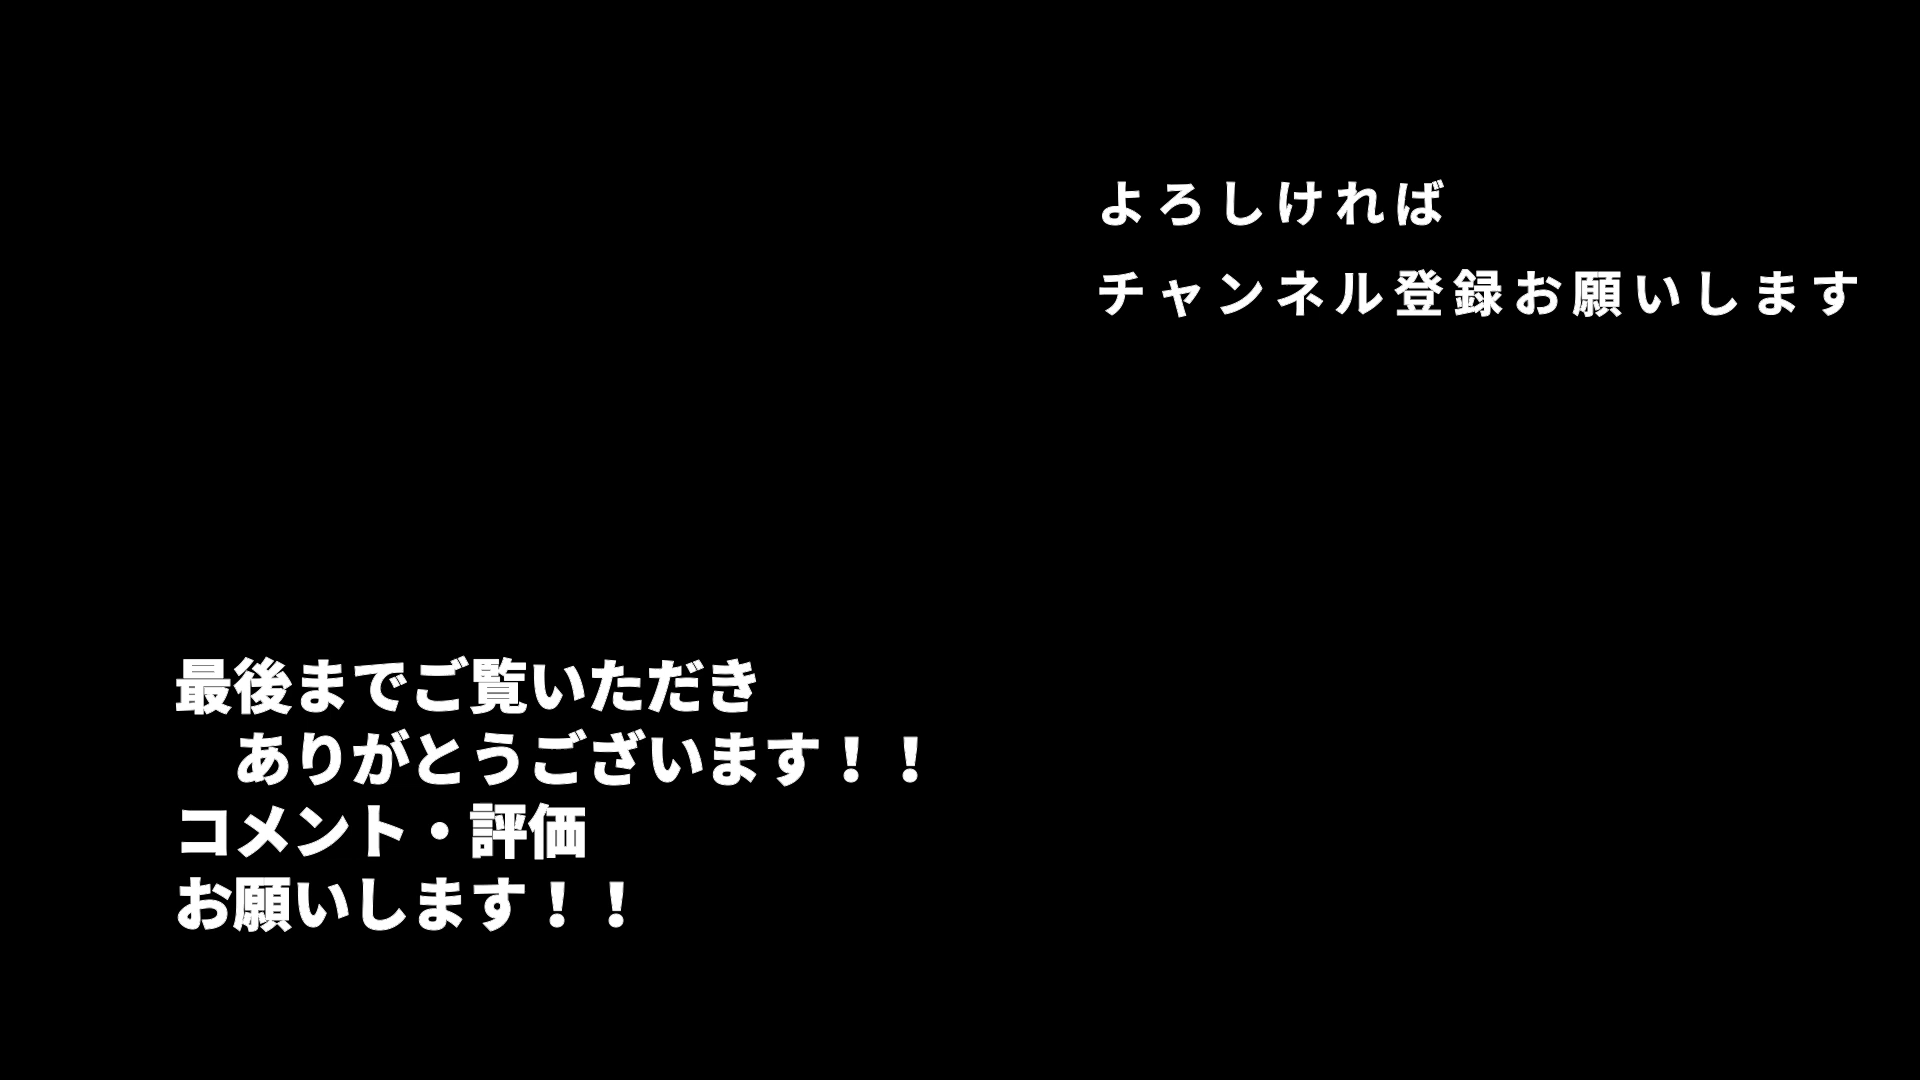 よろしければ
チャンネル登録お願いします
最後までご覧いただき
　ありがとうございます！！
コメント・評価
お願いします！！